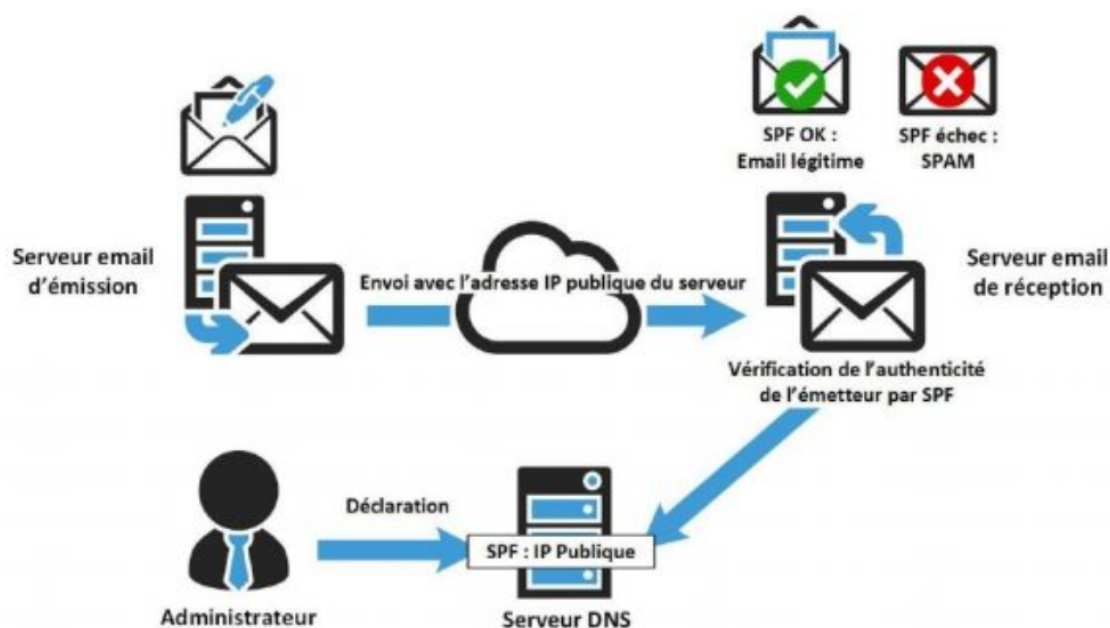 SPF OK :
Email légitime
SPF échec :
SPAM
Serveur email
d'émission
Envoi avec l'adresse IP publique du serveur
Serveur email
de réception
Vérification de l'authenticité
de l'émetteur par SPF
Déclaration
SPF : IP Publique
Administrateur
Serveur DNS